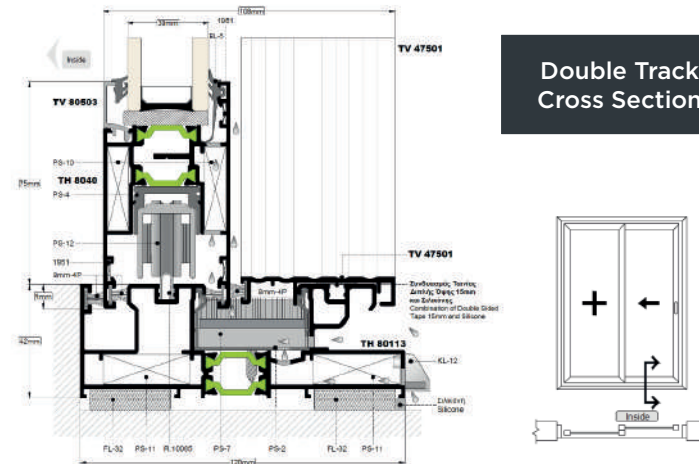 108mm
39mm
1951
EL-5
TV 47501
Inside
TV 80503
PS-10
TH 8040
PS-4
75mm
PS-12
1951
8mm-4P
42mm
TV 47501
8mm-4P
Συνδυασμός Ταινίας
Διπλής Όψης 15mm
και Σιλικόνης
Combination of Double Sided
Tape 15mm and Silicone
TH 80113
KL-12
Σιλικόνη
Silicone
FL-32 PS-11 R.10065 PS-7 PS-2 FL-32 PS-11
Double Track
Cross Section
Inside